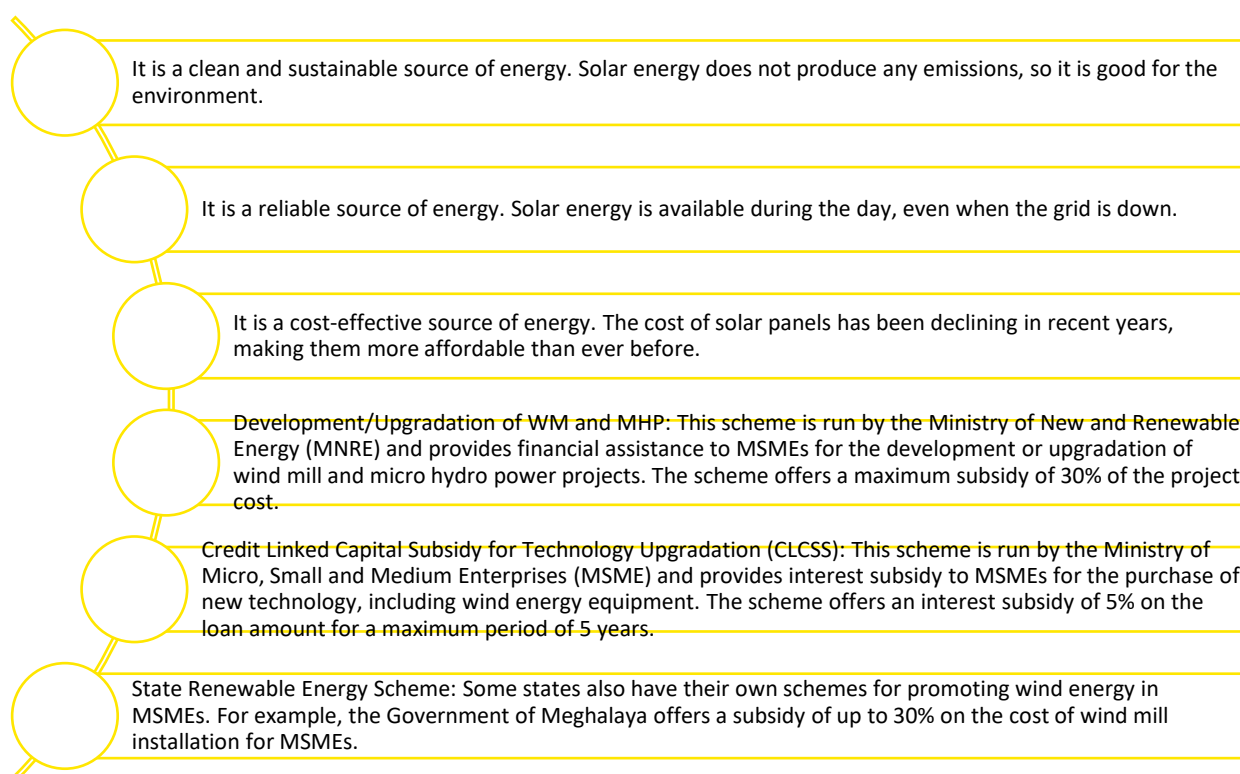 It is a clean and sustainable source of energy. Solar energy does not produce any emissions, so it is good for the
environment.
It is a reliable source of energy. Solar energy is available during the day, even when the grid is down.
It is a cost-effective source of energy. The cost of solar panels has been declining in recent years,
making them more affordable than ever before.
Development/Upgradation of WM and MHP: This scheme is run by the Ministry of New and Renewable
Energy (MNRE) and provides financial assistance to MSMEs for the development or upgradation of
wind mill and micro hydro power projects. The scheme offers a maximum subsidy of 30% of the project
cost.
Credit Linked Capital Subsidy for Technology Upgradation (CLCSS): This scheme is run by the Ministry of
Micro, Small and Medium Enterprises (MSME) and provides interest subsidy to MSMEs for the purchase of
new technology, including wind energy equipment. The scheme offers an interest subsidy of 5% on the
loan amount for a maximum period of 5 years.
State Renewable Energy Scheme: Some states also have their own schemes for promoting wind energy in
MSMEs. For example, the Government of Meghalaya offers a subsidy of up to 30% on the cost of wind mill
installation for MSMEs.